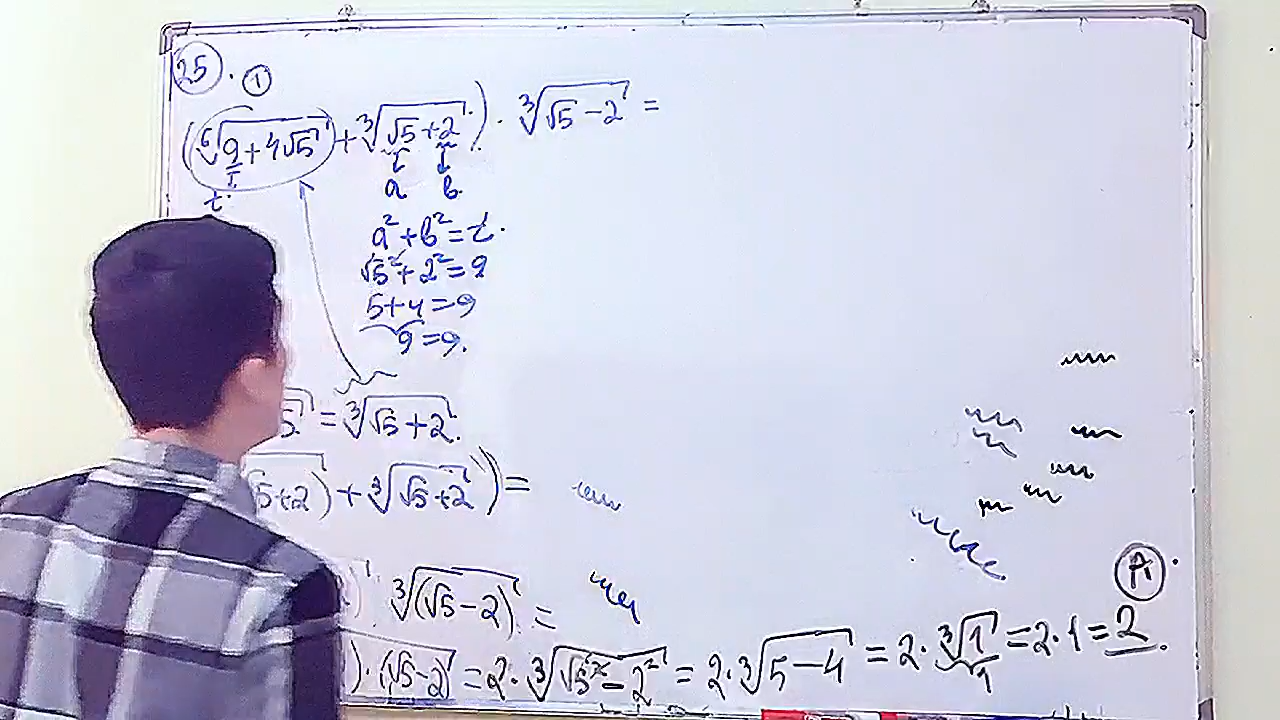 25. ①
(⁶√(9+4√5) + ³√(√5+2)) · ³√(√5−2) =
t a b
a²+b²=t.
√5²+2²=9
5+4=9
9=9.
5 = ³√(√5+2).
5+2) + ³√(√5+2)) =
³√(√5−2) =
A
)·(√5−2) = 2·³√(√5²−2²) = 2·³√(5−4) = 2·³√1 = 2·1 = 2.
1